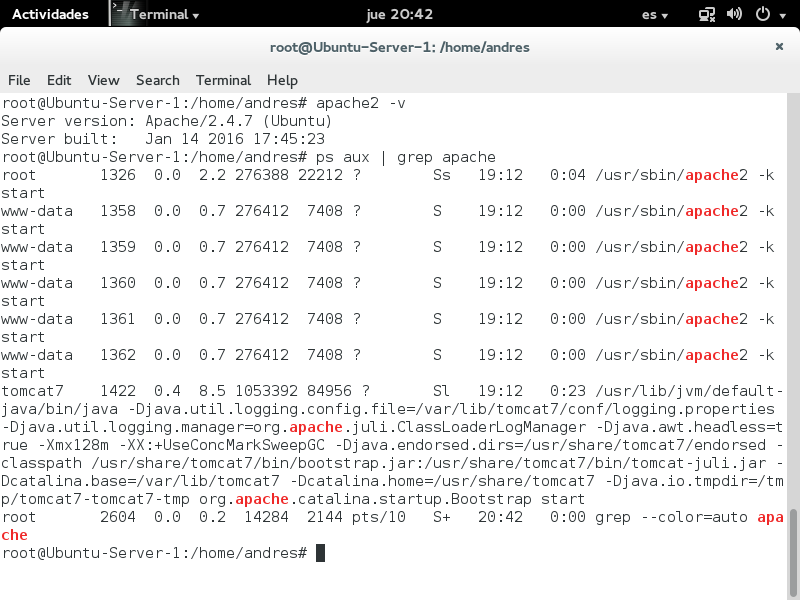 Actividades Terminal jue 20:42 es
root@Ubuntu-Server-1: /home/andres ×
File Edit View Search Terminal Help
root@Ubuntu-Server-1:/home/andres# apache2 -v
Server version: Apache/2.4.7 (Ubuntu)
Server built:   Jan 14 2016 17:45:23
root@Ubuntu-Server-1:/home/andres# ps aux | grep apache
root       1326  0.0  2.2 276388 22212 ?        Ss   19:12   0:04 /usr/sbin/apache2 -k
start
www-data   1358  0.0  0.7 276412  7408 ?        S    19:12   0:00 /usr/sbin/apache2 -k
start
www-data   1359  0.0  0.7 276412  7408 ?        S    19:12   0:00 /usr/sbin/apache2 -k
start
www-data   1360  0.0  0.7 276412  7408 ?        S    19:12   0:00 /usr/sbin/apache2 -k
start
www-data   1361  0.0  0.7 276412  7408 ?        S    19:12   0:00 /usr/sbin/apache2 -k
start
www-data   1362  0.0  0.7 276412  7408 ?        S    19:12   0:00 /usr/sbin/apache2 -k
start
tomcat7    1422  0.4  8.5 1053392 84956 ?       Sl   19:12   0:23 /usr/lib/jvm/default-
java/bin/java -Djava.util.logging.config.file=/var/lib/tomcat7/conf/logging.properties
-Djava.util.logging.manager=org.apache.juli.ClassLoaderLogManager -Djava.awt.headless=t
rue -Xmx128m -XX:+UseConcMarkSweepGC -Djava.endorsed.dirs=/usr/share/tomcat7/endorsed -
classpath /usr/share/tomcat7/bin/bootstrap.jar:/usr/share/tomcat7/bin/tomcat-juli.jar -
Dcatalina.base=/var/lib/tomcat7 -Dcatalina.home=/usr/share/tomcat7 -Djava.io.tmpdir=/tm
p/tomcat7-tomcat7-tmp org.apache.catalina.startup.Bootstrap start
root       2604  0.0  0.2  14284  2144 pts/10   S+   20:42   0:00 grep --color=auto apa
che
root@Ubuntu-Server-1:/home/andres#